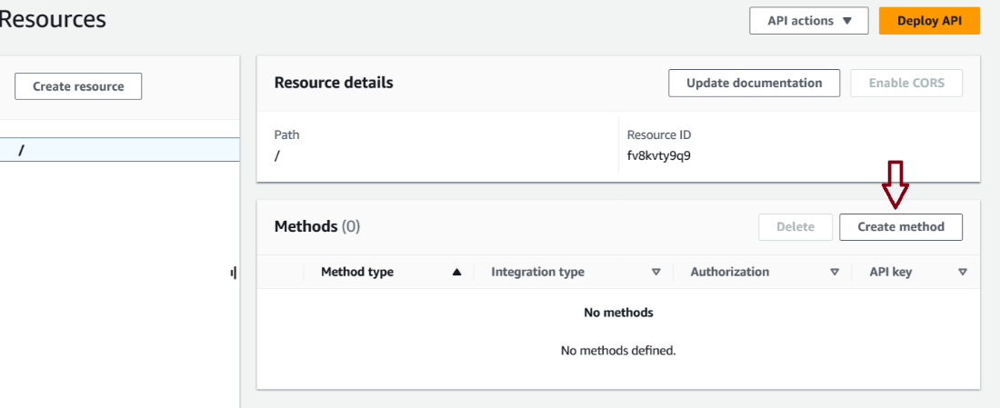 Resources
API actions
Deploy API
Create resource
/
Resource details
Update documentation
Enable CORS
Path
/
Resource ID
fv8kvty9q9
Methods (0)
Delete
Create method
Method type
Integration type
Authorization
API key
No methods
No methods defined.